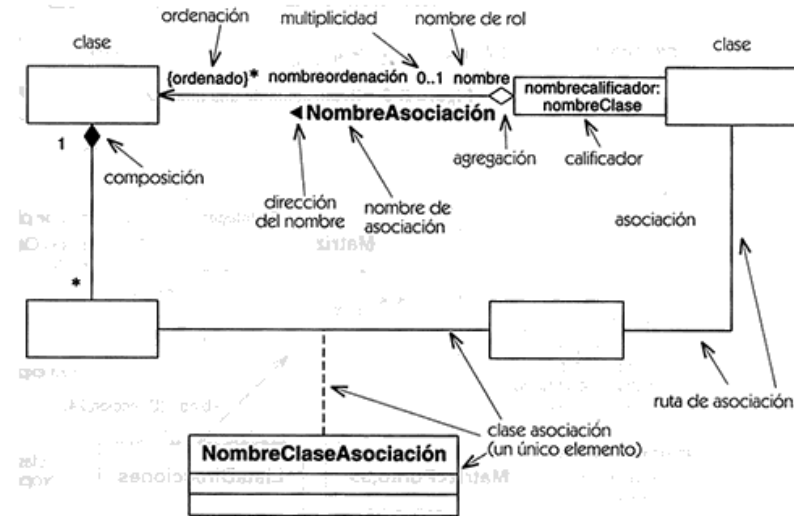 ordenación
multiplicidad
nombre de rol
clase
clase
{ordenado}* nombreordenación 0..1 nombre
nombrecalificador:
nombreClase
NombreAsociación
1
composición
agregación
calificador
dirección
del nombre
nombre de
asociación
asociación
Matriz
*
ruta de asociación
clase asociación
(un único elemento)
NombreClaseAsociación